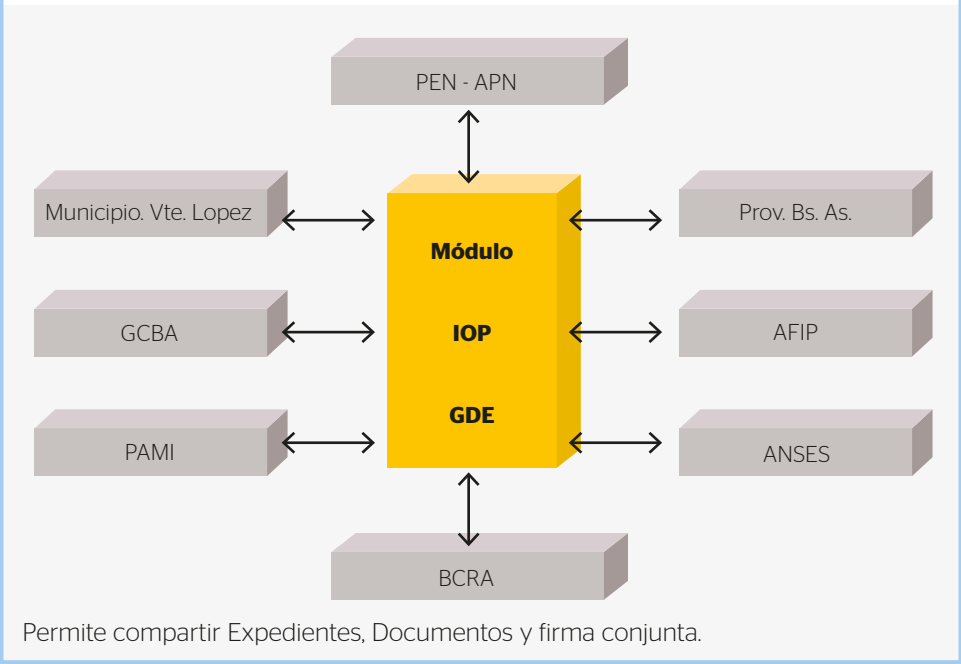 PEN - APN
Municipio. Vte. Lopez
Prov. Bs. As.
Módulo
GCBA
IOP
AFIP
GDE
PAMI
ANSES
BCRA
Permite compartir Expedientes, Documentos y firma conjunta.